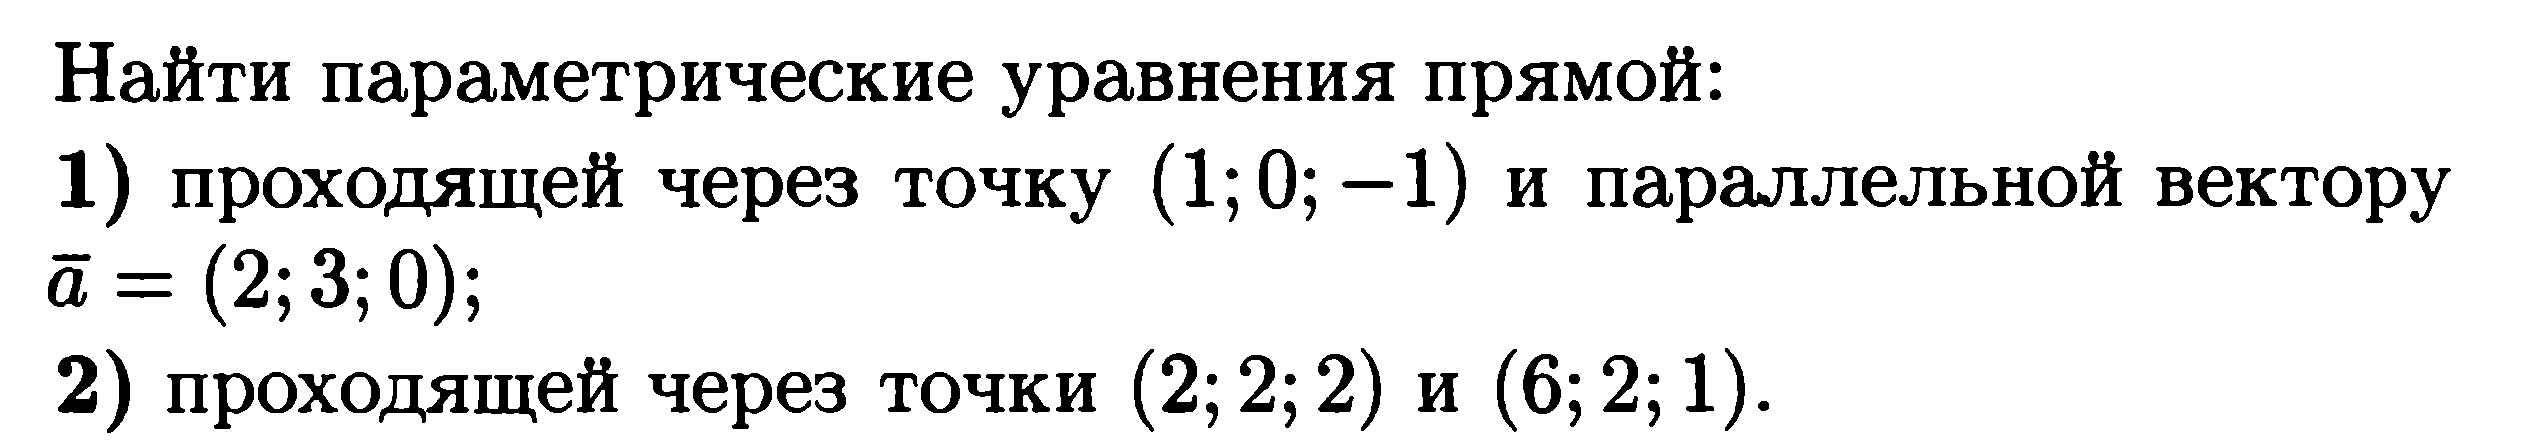 Найти параметрические уравнения прямой:
1) проходящей через точку (1; 0; −1) и параллельной вектору
a̅ = (2; 3; 0);
2) проходящей через точки (2; 2; 2) и (6; 2; 1).